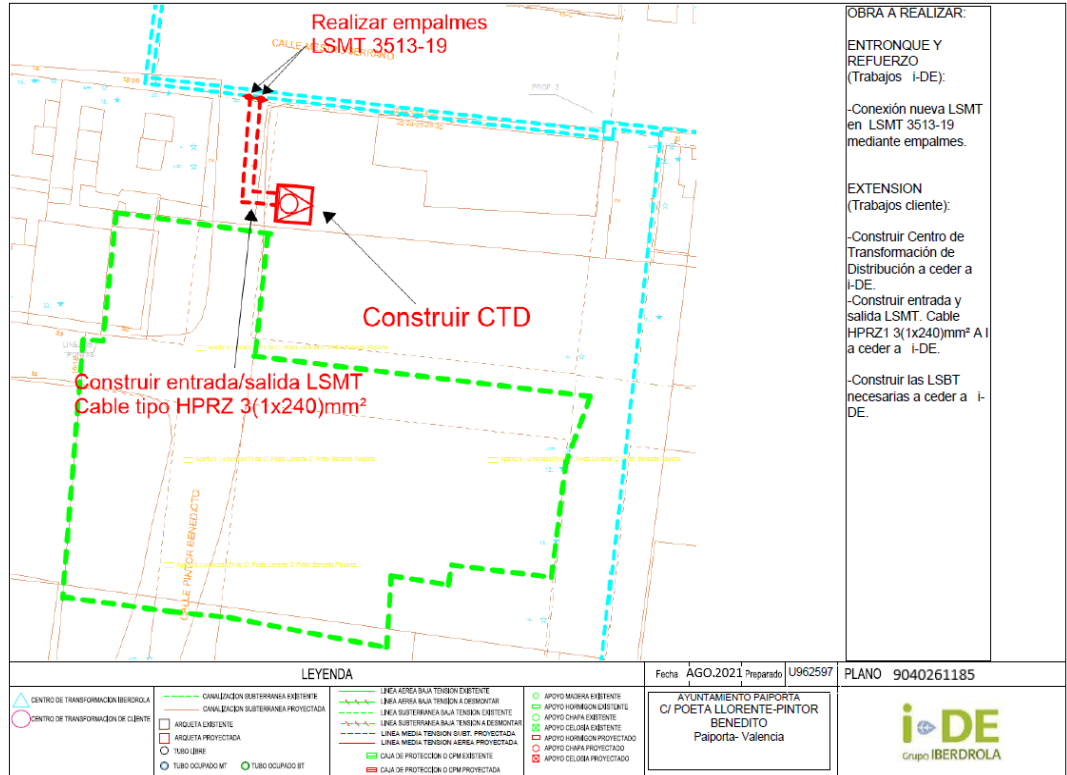 Realizar empalmes
LSMT 3513-19
PROF. 2
Construir CTD
Construir entrada/salida LSMT
Cable tipo HPRZ 3(1x240)mm²
CALLE PINTOR BENEDICTO
OBRA A REALIZAR:
ENTRONQUE Y
REFUERZO
(Trabajos i-DE):
-Conexión nueva LSMT
en LSMT 3513-19
mediante empalmes.
EXTENSION
(Trabajos cliente):
-Construir Centro de
Transformación de
Distribución a ceder a
i-DE.
-Construir entrada y
salida LSMT. Cable
HPRZ1 3(1x240)mm² A l
a ceder a i-DE.
-Construir las LSBT
necesarias a ceder a i-
DE.
LEYENDA
CENTRO DE TRANSFORMACIÓN IBERDROLA
CENTRO DE TRANSFORMACION DE CLIENTE
CANALIZACION SUBTERRANEA EXISTENTE
CANALIZACION SUBTERRANEA PROYECTADA
ARQUETA EXISTENTE
ARQUETA PROYECTADA
TUBO LIBRE
TUBO OCUPADO MT
TUBO OCUPADO BT
LINEA AEREA BAJA TENSION EXISTENTE
LINEA AEREA BAJA TENSION A DESMONTAR
LINEA SUBTERRANEA BAJA TENSION EXISTENTE
LINEA SUBTERRANEA BAJA TENSION A DESMONTAR
LINEA MEDIA TENSION SUBT. PROYECTADA
LINEA MEDIA TENSION AEREA PROYECTADA
CAJA DE PROTECCION O CPM EXISTENTE
CAJA DE PROTECCION O CPM PROYECTADA
APOYO MADERA EXISTENTE
APOYO HORMIGON EXISTENTE
APOYO CHAPA EXISTENTE
APOYO CELOSIA EXISTENTE
APOYO HORMIGON PROYECTADO
APOYO CHAPA PROYECTADO
APOYO CELOSIA PROYECTADO
Fecha AGO.2021 Preparado U962597
PLANO 9040261185
AYUNTAMIENTO PAIPORTA
C/ POETA LLORENTE-PINTOR
BENEDITO
Paiporta- Valencia
i-DE
Grupo IBERDROLA